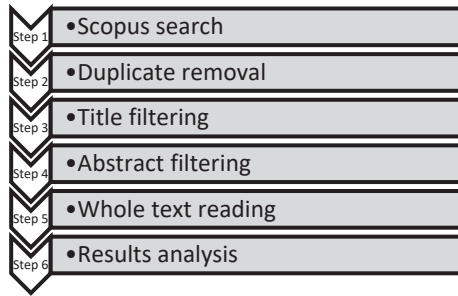 Step 1 •Scopus search
Step 2 •Duplicate removal
Step 3 •Title filtering
Step 4 •Abstract filtering
Step 5 •Whole text reading
Step 6 •Results analysis